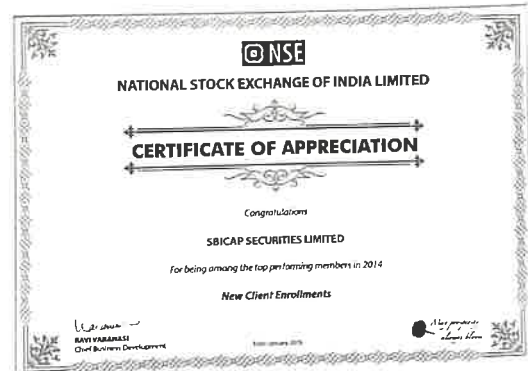 NSE
NATIONAL STOCK EXCHANGE OF INDIA LIMITED
CERTIFICATE OF APPRECIATION
Congratulations
SBICAP SECURITIES LIMITED
For being among the top performing members in 2014
New Client Enrollments
RAVI VARANASI
Chief Business Development